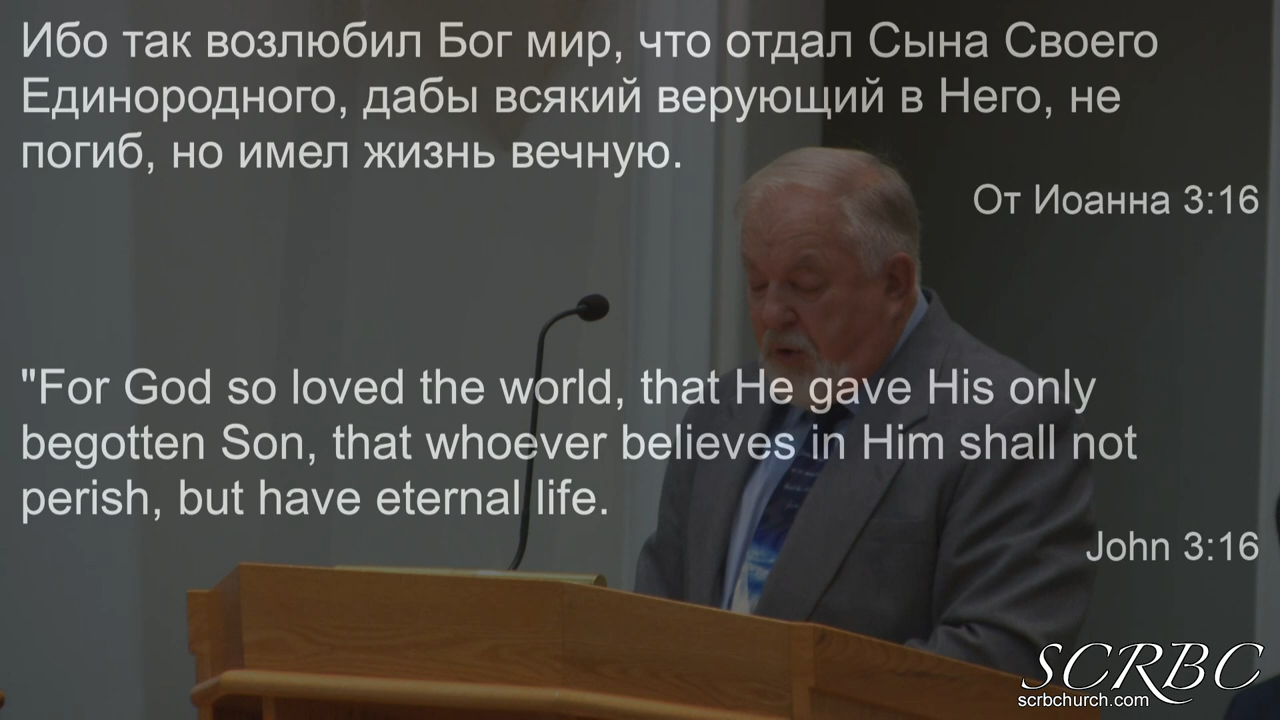 Ибо так возлюбил Бог мир, что отдал Сына Своего
Единородного, дабы всякий верующий в Него, не
погиб, но имел жизнь вечную.
От Иоанна 3:16
"For God so loved the world, that He gave His only
begotten Son, that whoever believes in Him shall not
perish, but have eternal life.
John 3:16
SCRBC
scrbchurch.com